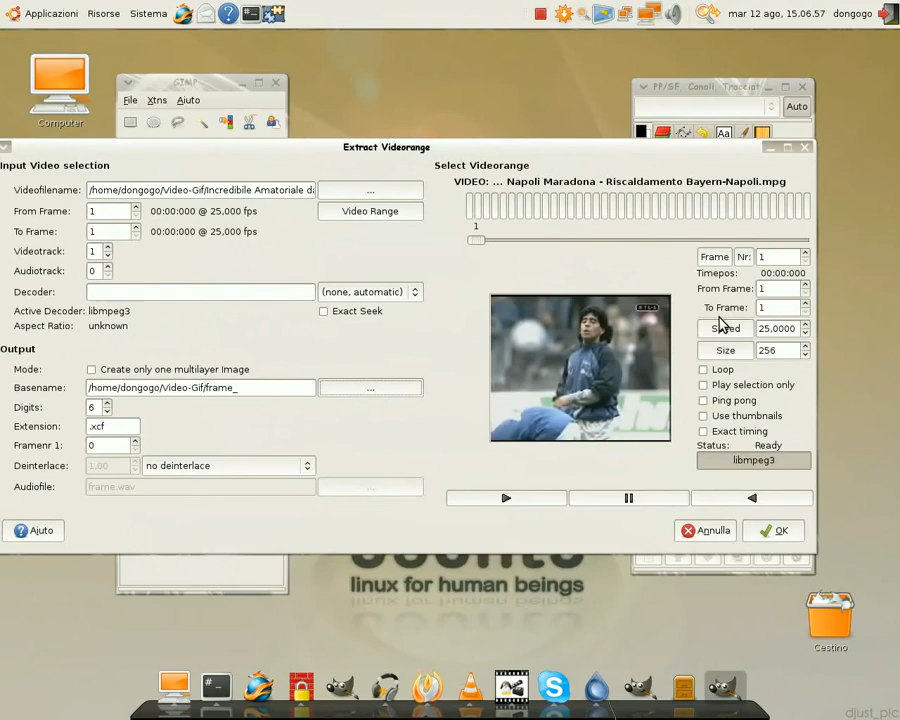 Applicazioni Risorse Sistema mar 12 ago, 15.06.57 dongogo
Computer
GIMP
File Xtns Aiuto
PP/SF, Canali, Tracciat
Auto
Extract Videorange
Input Video selection
Videofilename: /home/dongogo/Video-Gif/Incredibile Amatoriale da ...
From Frame: 1 00:00:000 @ 25,000 fps Video Range
To Frame: 1 00:00:000 @ 25,000 fps
Videotrack: 1
Audiotrack: 0
Decoder: (none, automatic)
Active Decoder: libmpeg3 Exact Seek
Aspect Ratio: unknown
Output
Mode: Create only one multilayer Image
Basename: /home/dongogo/Video-Gif/frame_ ...
Digits: 6
Extension: .xcf
Framenr 1: 0
Deinterlace: 1,00 no deinterlace
Audiofile: frame.wav ...
Aiuto
Select Videorange
VIDEO: ... Napoli Maradona - Riscaldamento Bayern-Napoli.mpg
1
Frame Nr: 1
Timepos: 00:00:000
From Frame: 1
To Frame: 1
25,0000
Size 256
Loop
Play selection only
Ping pong
Use thumbnails
Exact timing
Status: Ready
libmpeg3
Annulla OK
linux for human beings
Cestino
djust_pic